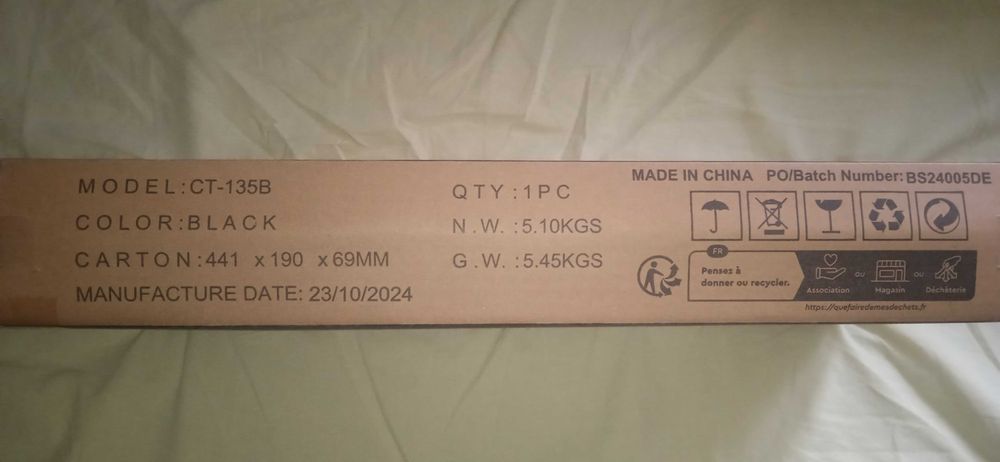 MODEL:CT-135B
COLOR:BLACK
CARTON:441 x190 x69MM
MANUFACTURE DATE: 23/10/2024
QTY:1PC
N.W.:5.10KGS
G.W.:5.45KGS
MADE IN CHINA PO/Batch Number:BS24005DE
FR
Pensez à
donner ou recycler.
Association
ou
Magasin
ou
Déchèterie
https://quefairedemesdechets.fr